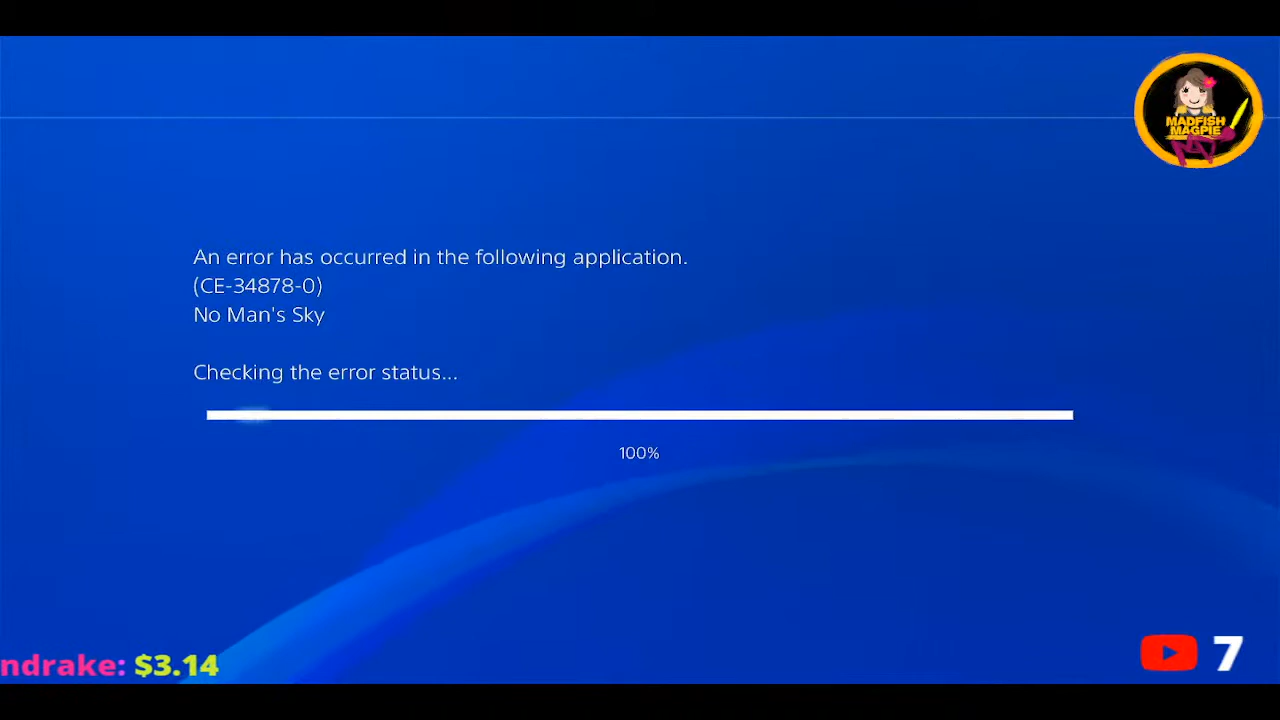 MADFISH
MAGPIE
An error has occurred in the following application.
(CE-34878-0)
No Man's Sky
Checking the error status...
100%
ndrake: $3.14
7